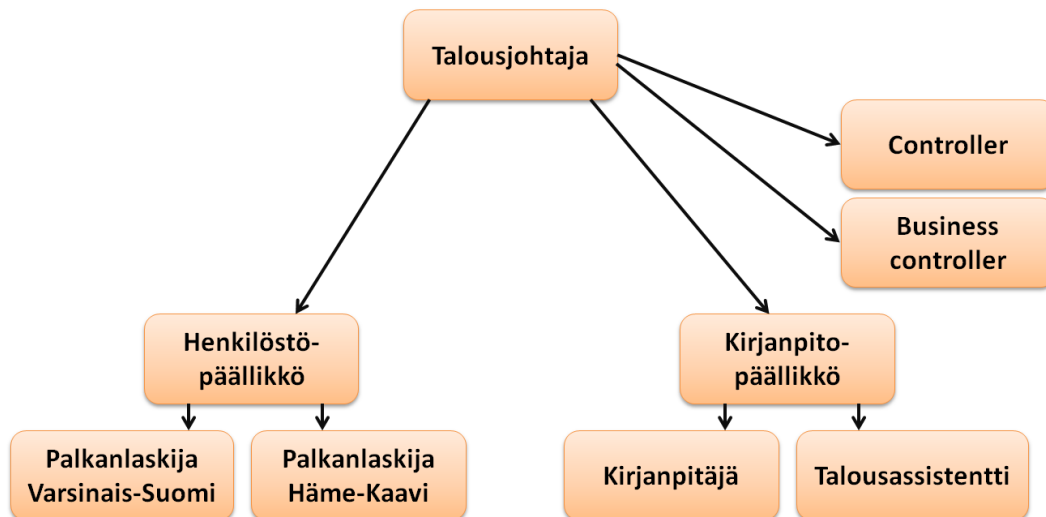 Talousjohtaja
Controller
Business
controller
Henkilöstö-
päällikkö
Kirjanpito-
päällikkö
Palkanlaskija
Varsinais-Suomi
Palkanlaskija
Häme-Kaavi
Kirjanpitäjä
Talousassistentti